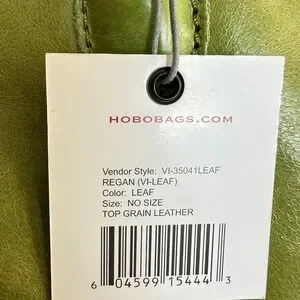 HOBOBAGS.COM
Vendor Style: VI-35041LEAF
REGAN (VI-LEAF)
Color: LEAF
Size: NO SIZE
TOP GRAIN LEATHER
6 04599 15444 3